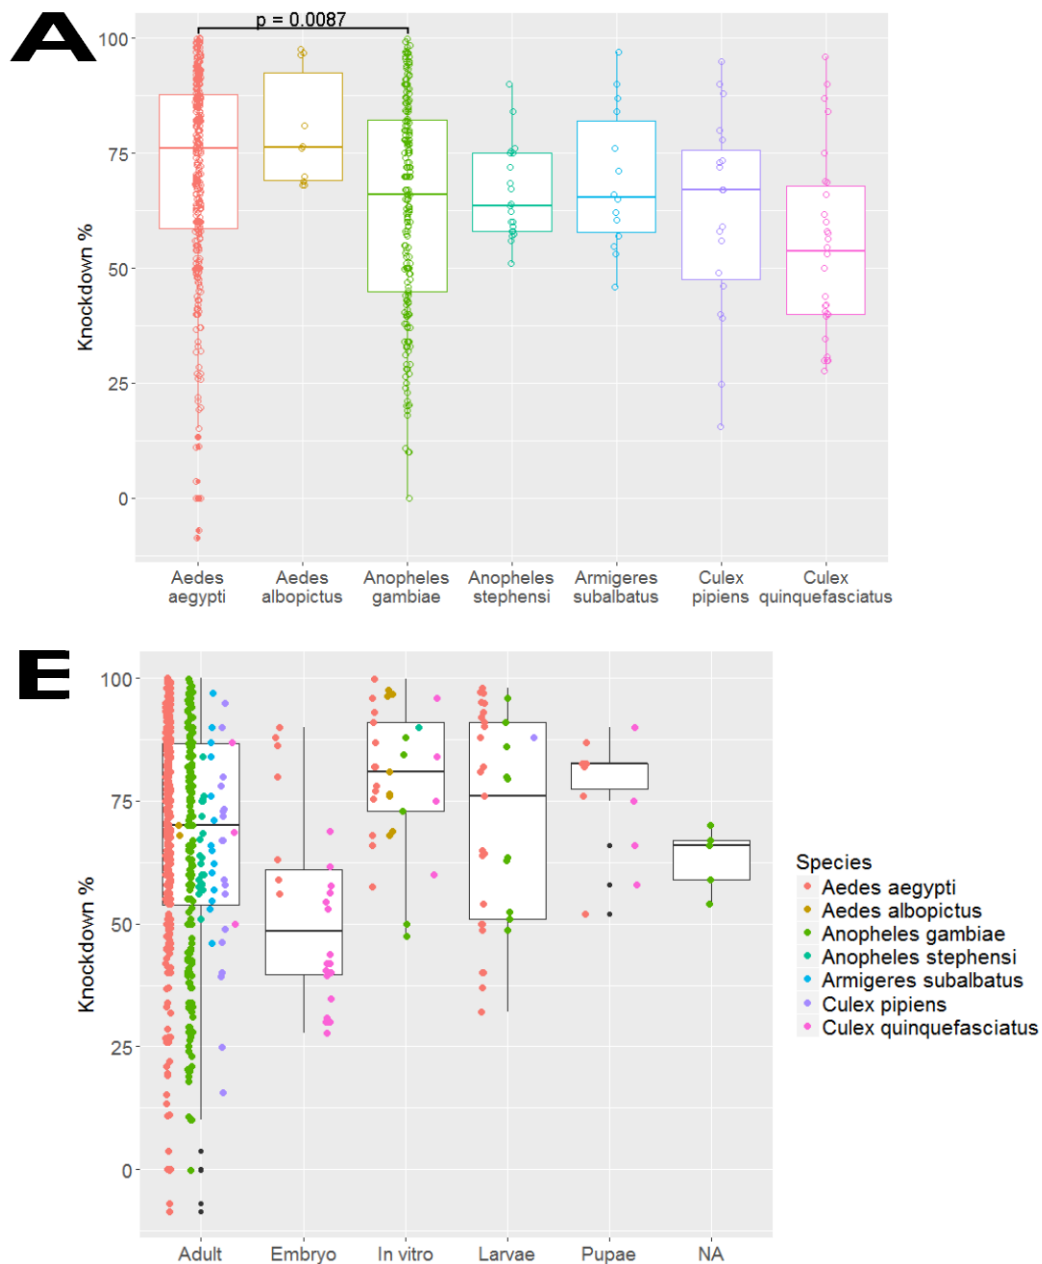 A
p = 0.0087
100
75
50
25
0
Knockdown %
Aedes aegypti
Aedes albopictus
Anopheles gambiae
Anopheles stephensi
Armigeres subalbatus
Culex pipiens
Culex quinquefasciatus
E
100
75
50
25
0
Knockdown %
Adult
Embryo
In vitro
Larvae
Pupae
NA
Species
Aedes aegypti
Aedes albopictus
Anopheles gambiae
Anopheles stephensi
Armigeres subalbatus
Culex pipiens
Culex quinquefasciatus